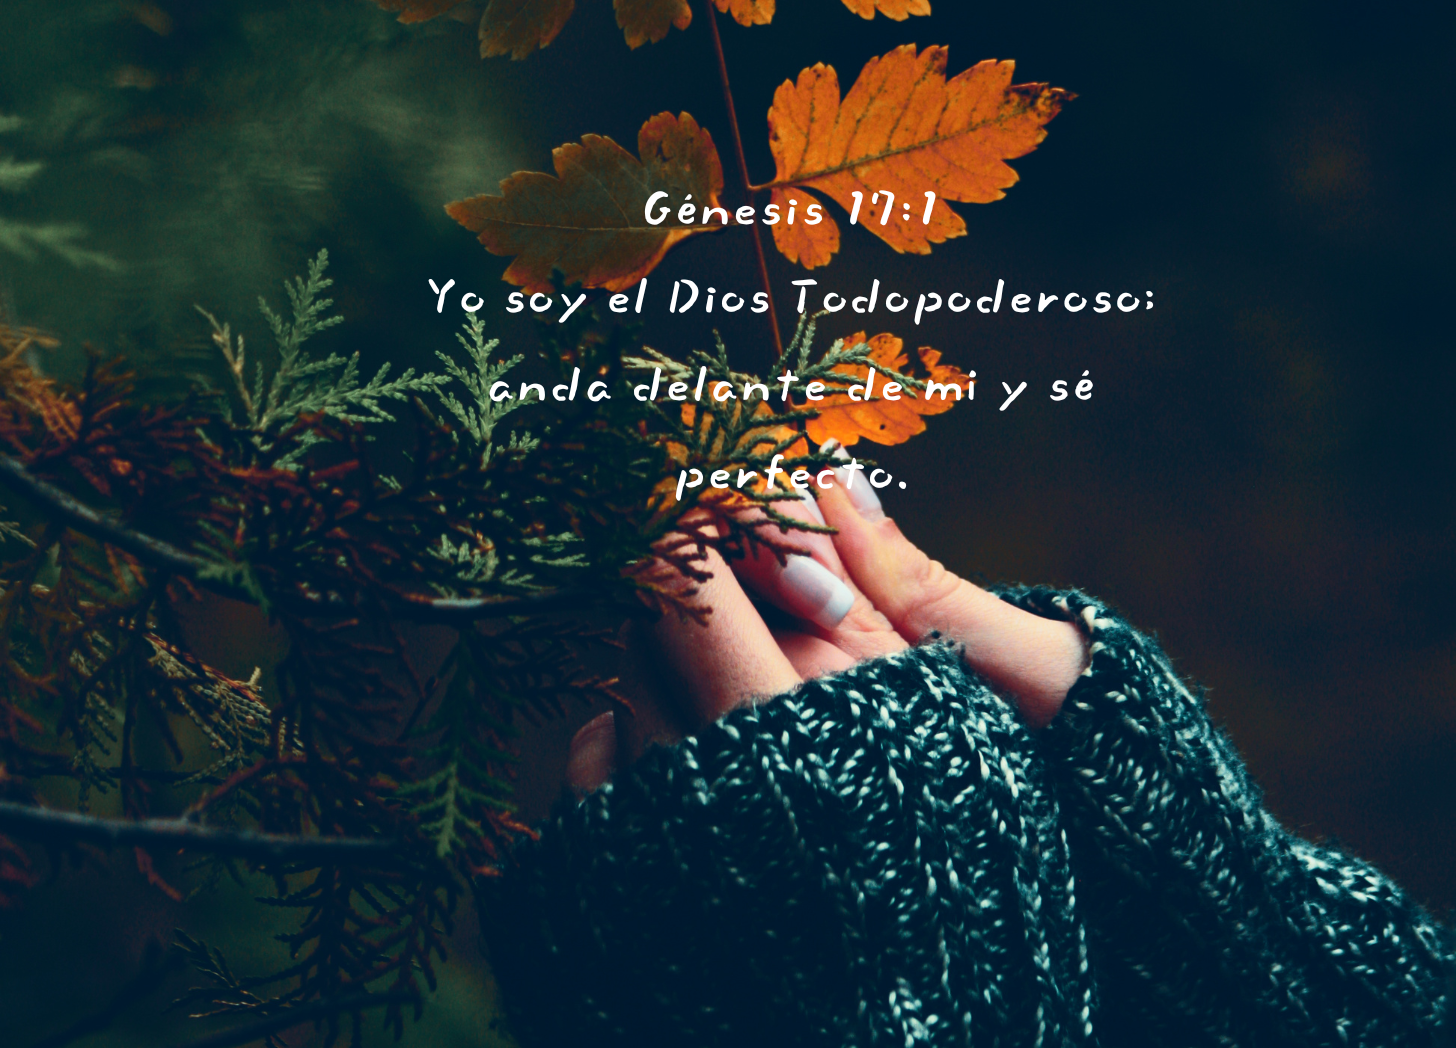 Génesis 17:1
Yo soy el Dios Todopoderoso;
anda delante de mi y sé
perfecto.